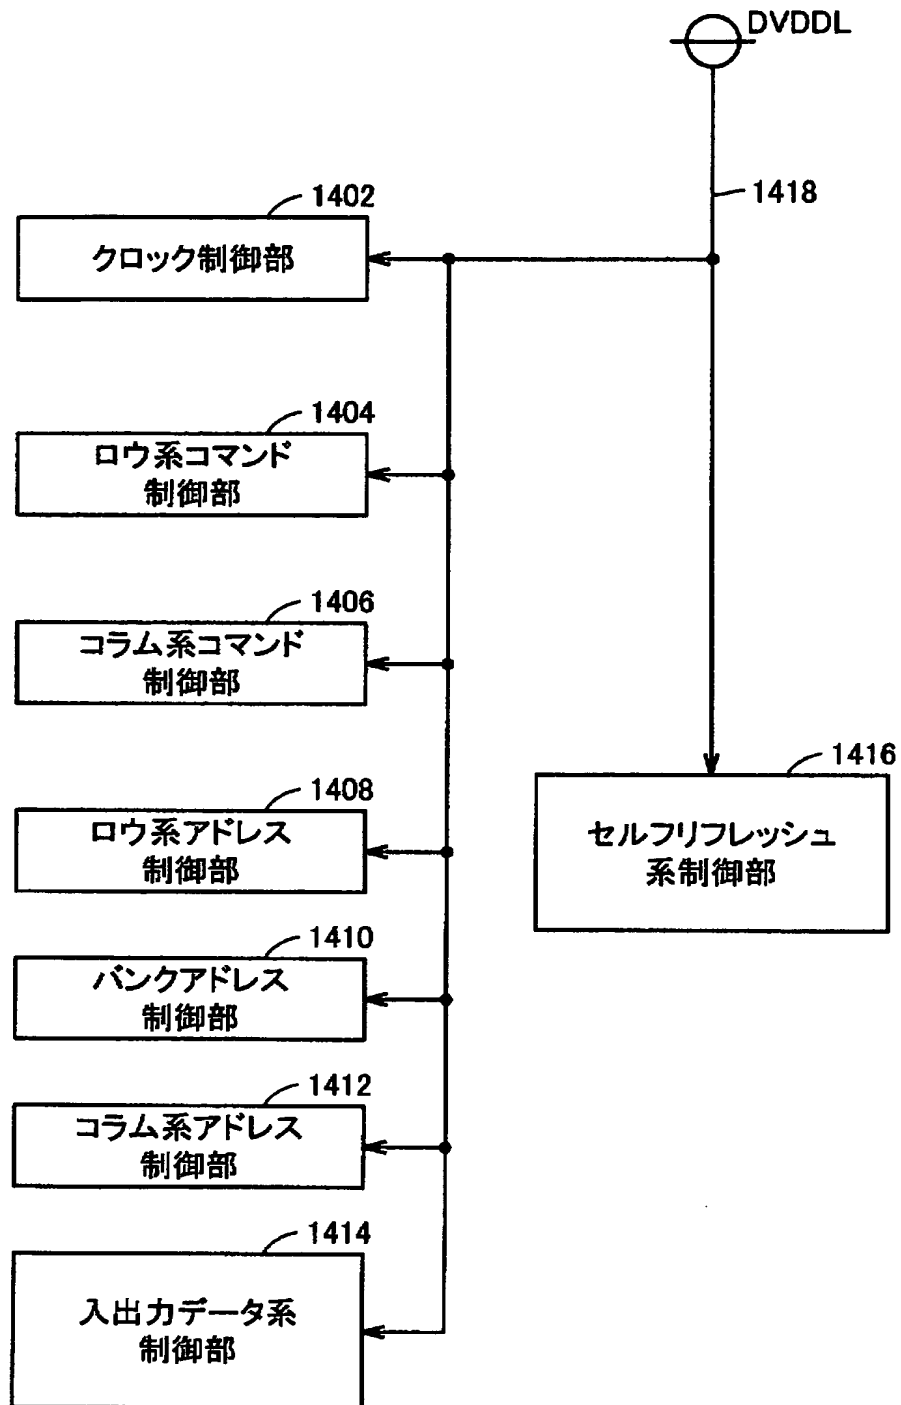 DVDDL
1418
1402
クロック制御部
1404
ロウ系コマンド
制御部
1406
コラム系コマンド
制御部
1416
セルフリフレッシュ
系制御部
1408
ロウ系アドレス
制御部
1410
バンクアドレス
制御部
1412
コラム系アドレス
制御部
1414
入出力データ系
制御部